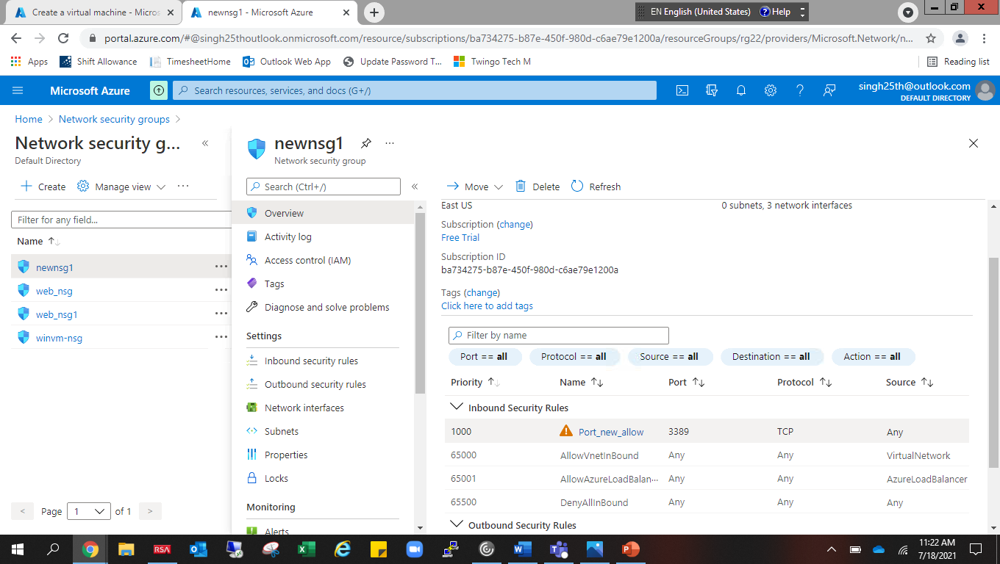 Create a virtual machine - Micros
newnsg1 - Microsoft Azure
EN English (United States)
Help
portal.azure.com/#@singh25thoutlook.onmicrosoft.com/resource/subscriptions/ba734275-b87e-450f-980d-c6ae79e1200a/resourceGroups/rg22/providers/Microsoft.Network/n...
Apps
Shift Allowance
TimesheetHome
Outlook Web App
Update Password T...
Twingo Tech M
Reading list
Microsoft Azure
Search resources, services, and docs (G+/)
singh25th@outlook.com
DEFAULT DIRECTORY
Home > Network security groups >
Network security g...
Default Directory
Create
Manage view
Filter for any field...
Name
newnsg1
web_nsg
web_nsg1
winvm-nsg
< Page 1 of 1 >
newnsg1
Network security group
Search (Ctrl+/)
Overview
Activity log
Access control (IAM)
Tags
Diagnose and solve problems
Settings
Inbound security rules
Outbound security rules
Network interfaces
Subnets
Properties
Locks
Monitoring
Alerts
Move
Delete
Refresh
East US
0 subnets, 3 network interfaces
Subscription (change)
Free Trial
Subscription ID
ba734275-b87e-450f-980d-c6ae79e1200a
Tags (change)
Click here to add tags
Filter by name
Port == all
Protocol == all
Source == all
Destination == all
Action == all
Priority Name Port Protocol Source
Inbound Security Rules
1000 Port_new_allow 3389 TCP Any
65000 AllowVnetInBound Any Any VirtualNetwork
65001 AllowAzureLoadBalan... Any Any AzureLoadBalancer
65500 DenyAllInBound Any Any Any
Outbound Security Rules
RSA
11:22 AM
7/18/2021